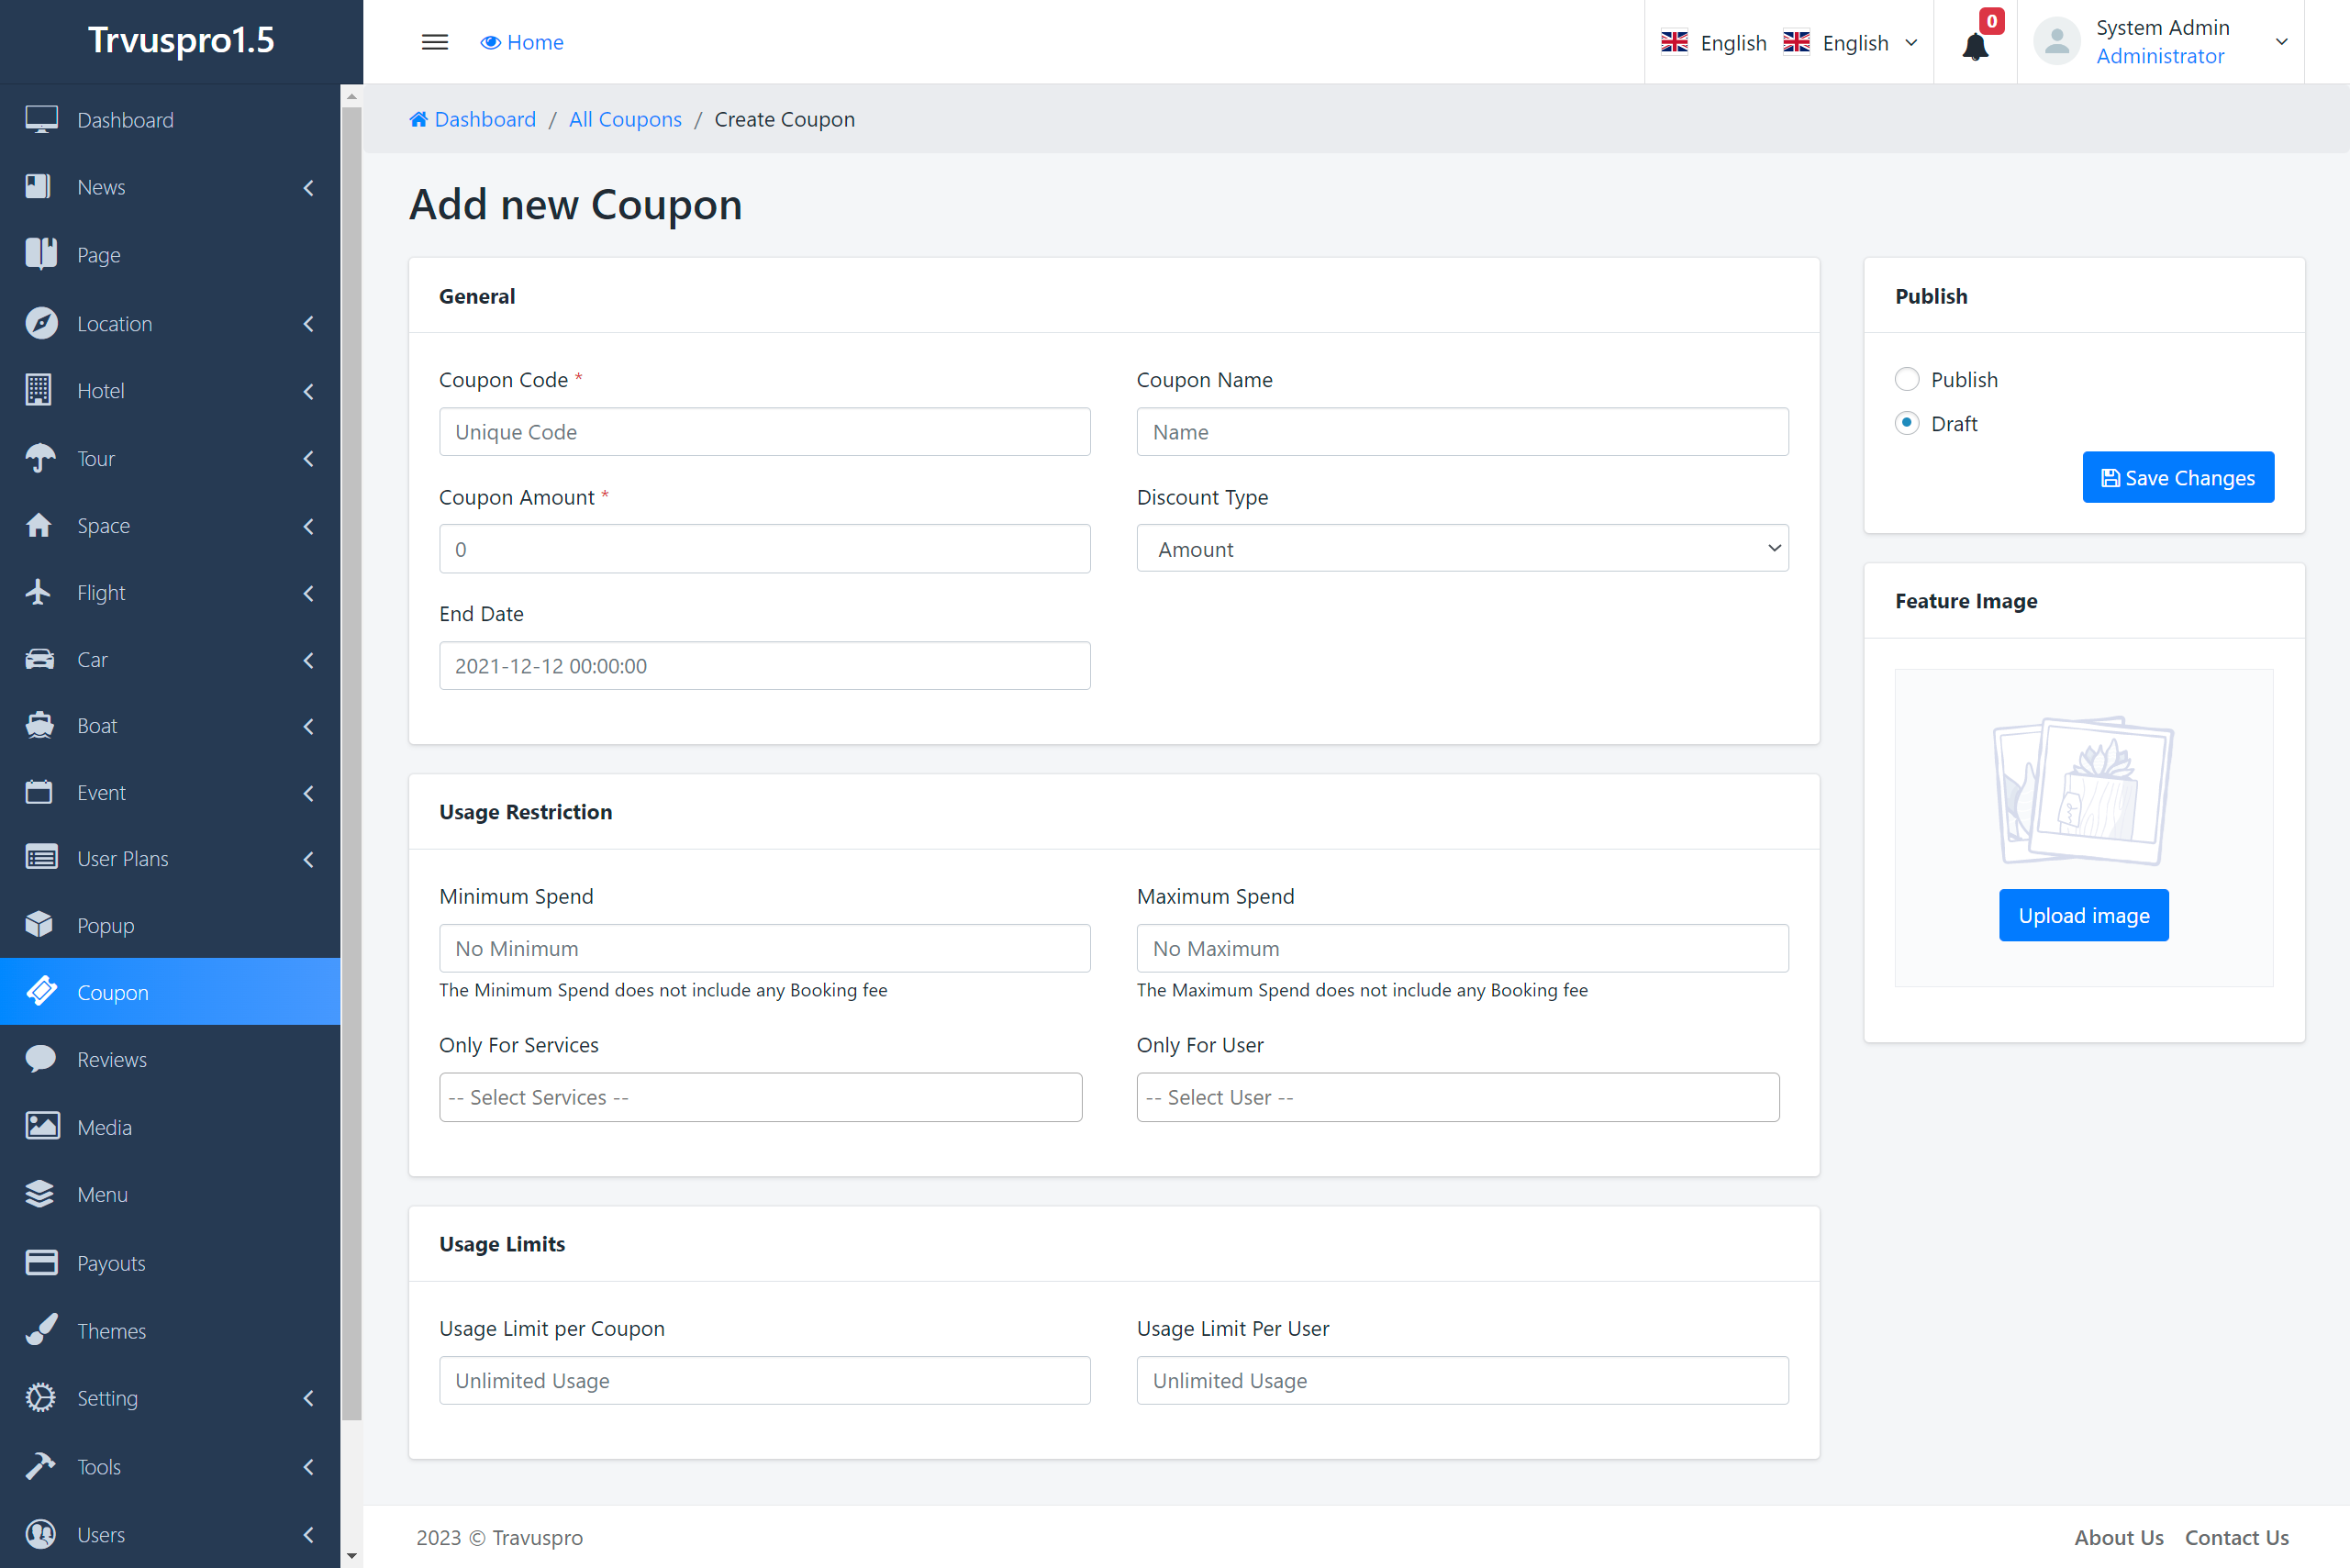 Trvuspro1.5
Home
English English
0
System Admin
Administrator
Dashboard
News
Page
Location
Hotel
Tour
Space
Flight
Car
Boat
Event
User Plans
Popup
Coupon
Reviews
Media
Menu
Payouts
Themes
Setting
Tools
Users
Dashboard / All Coupons / Create Coupon
Add new Coupon
General
Coupon Code *
Coupon Name
Unique Code
Name
Coupon Amount *
Discount Type
0
Amount
End Date
2021-12-12 00:00:00
Usage Restriction
Minimum Spend
Maximum Spend
No Minimum
No Maximum
The Minimum Spend does not include any Booking fee
The Maximum Spend does not include any Booking fee
Only For Services
Only For User
-- Select Services --
-- Select User --
Usage Limits
Usage Limit per Coupon
Usage Limit Per User
Unlimited Usage
Unlimited Usage
Publish
Publish
Draft
Save Changes
Feature Image
Upload image
2023 © Travuspro
About Us Contact Us